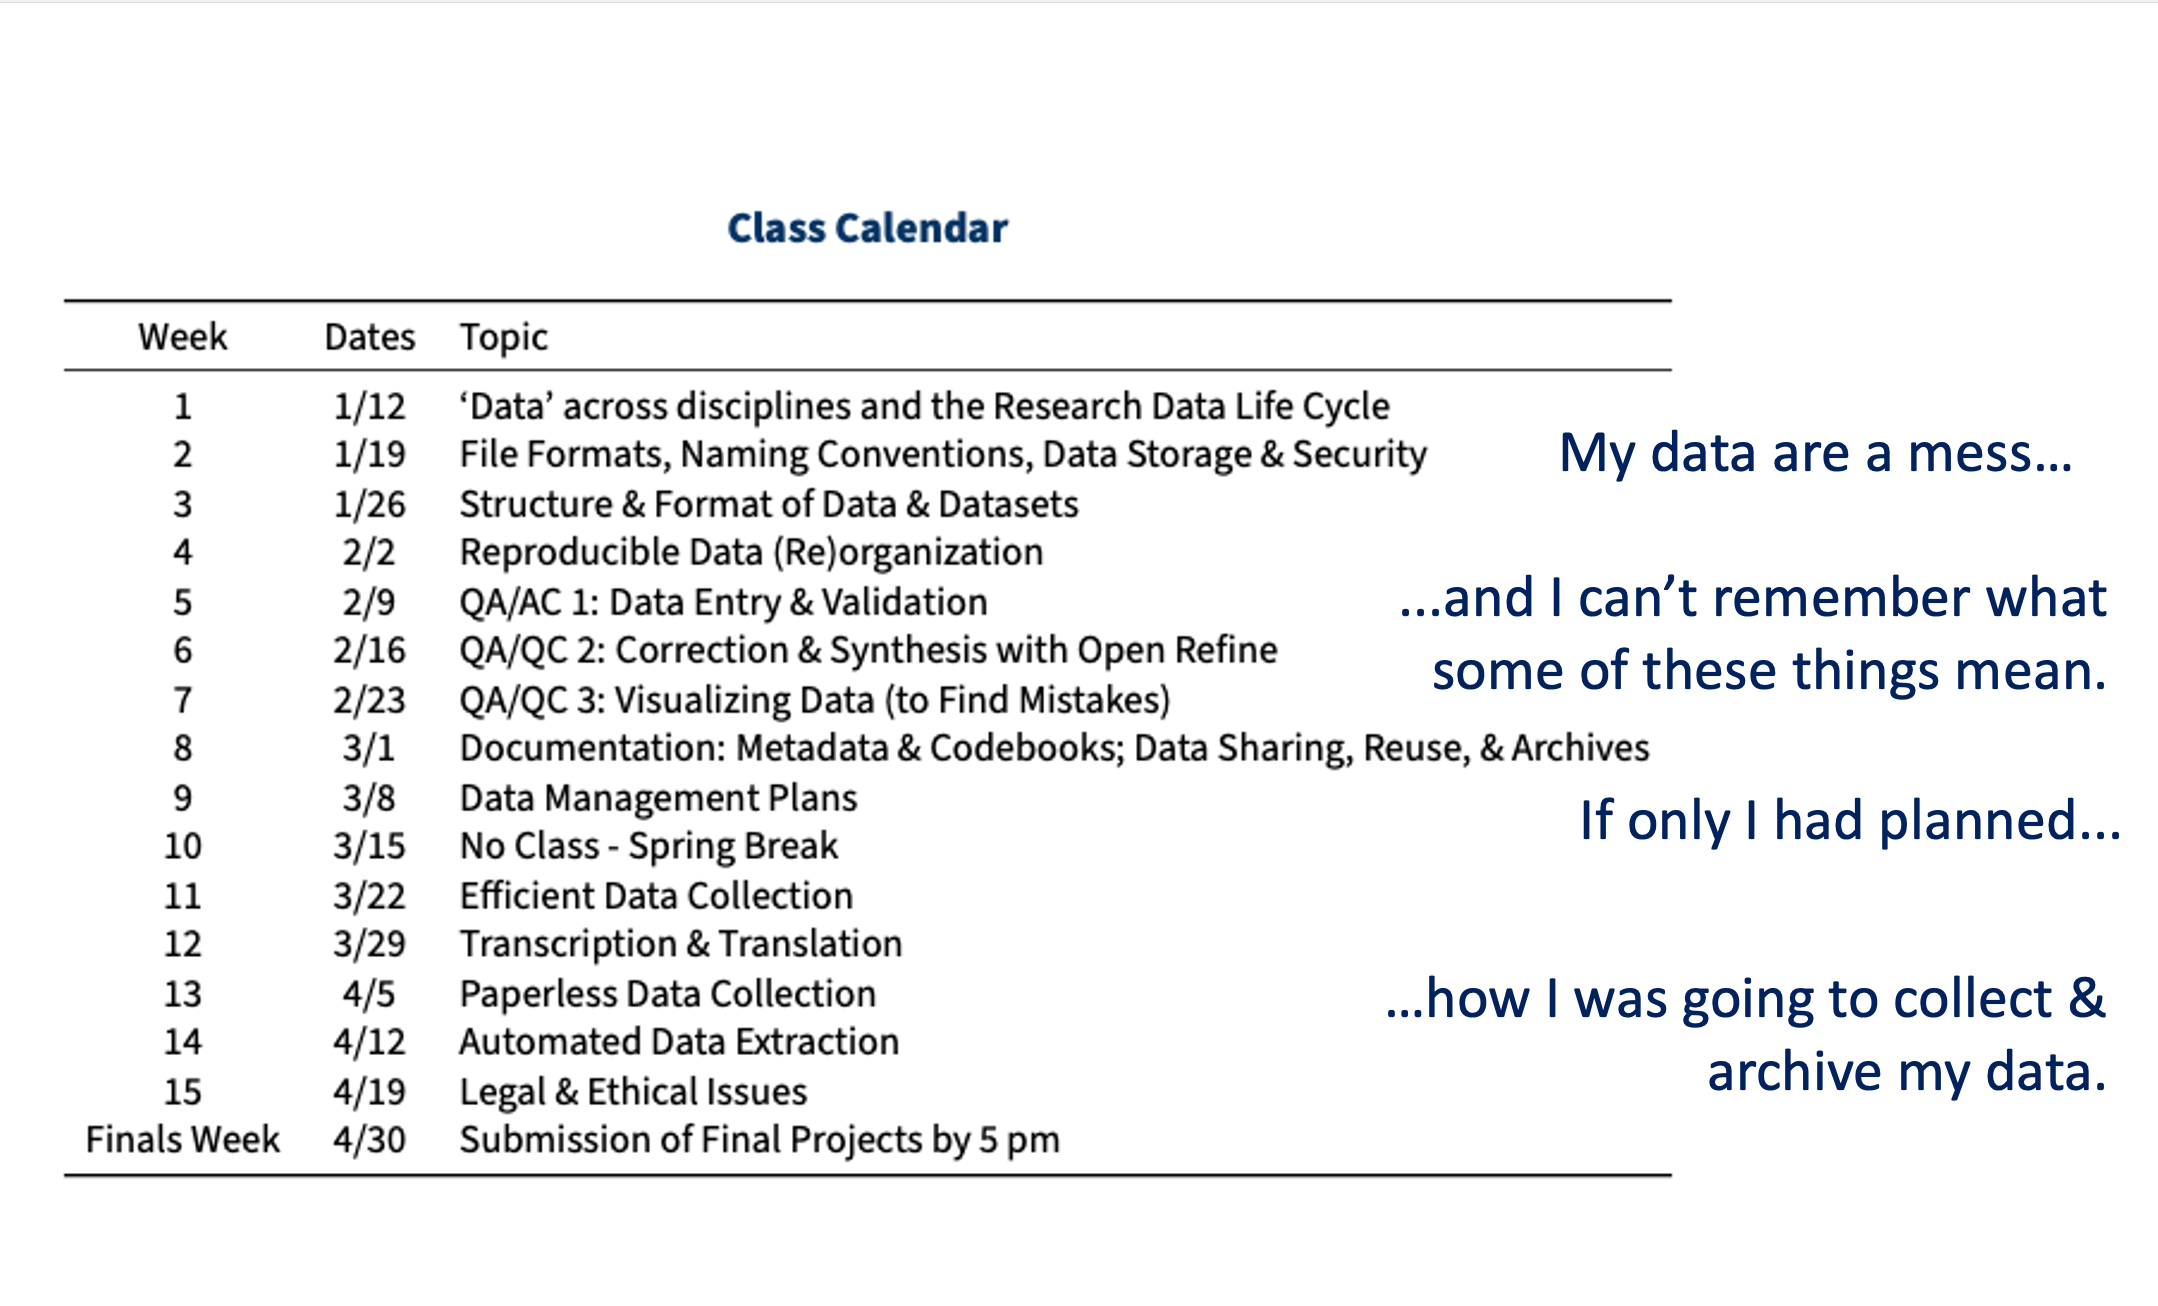 Class Calendar
Week Dates Topic
1 1/12 ‘Data’ across disciplines and the Research Data Life Cycle
2 1/19 File Formats, Naming Conventions, Data Storage & Security
My data are a mess...
3 1/26 Structure & Format of Data & Datasets
4 2/2 Reproducible Data (Re)organization
5 2/9 QA/AC 1: Data Entry & Validation
...and I can’t remember what
6 2/16 QA/QC 2: Correction & Synthesis with Open Refine
some of these things mean.
7 2/23 QA/QC 3: Visualizing Data (to Find Mistakes)
8 3/1 Documentation: Metadata & Codebooks; Data Sharing, Reuse, & Archives
9 3/8 Data Management Plans
If only I had planned...
10 3/15 No Class - Spring Break
11 3/22 Efficient Data Collection
12 3/29 Transcription & Translation
13 4/5 Paperless Data Collection
...how I was going to collect &
14 4/12 Automated Data Extraction
archive my data.
15 4/19 Legal & Ethical Issues
Finals Week 4/30 Submission of Final Projects by 5 pm